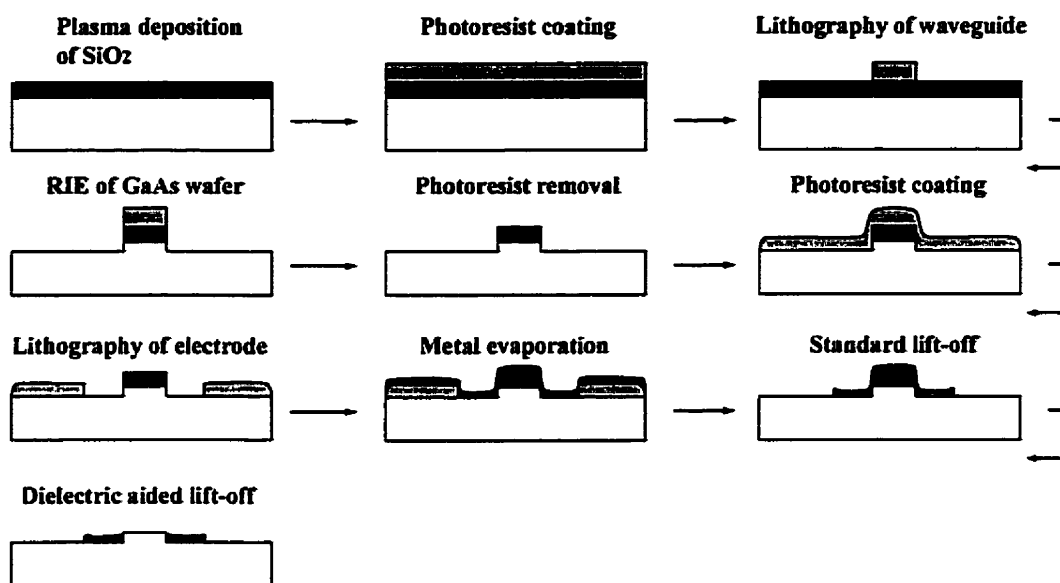 Plasma deposition
of SiO2
Photoresist coating
Lithography of waveguide
RIE of GaAs wafer
Photoresist removal
Photoresist coating
Lithography of electrode
Metal evaporation
Standard lift-off
Dielectric aided lift-off